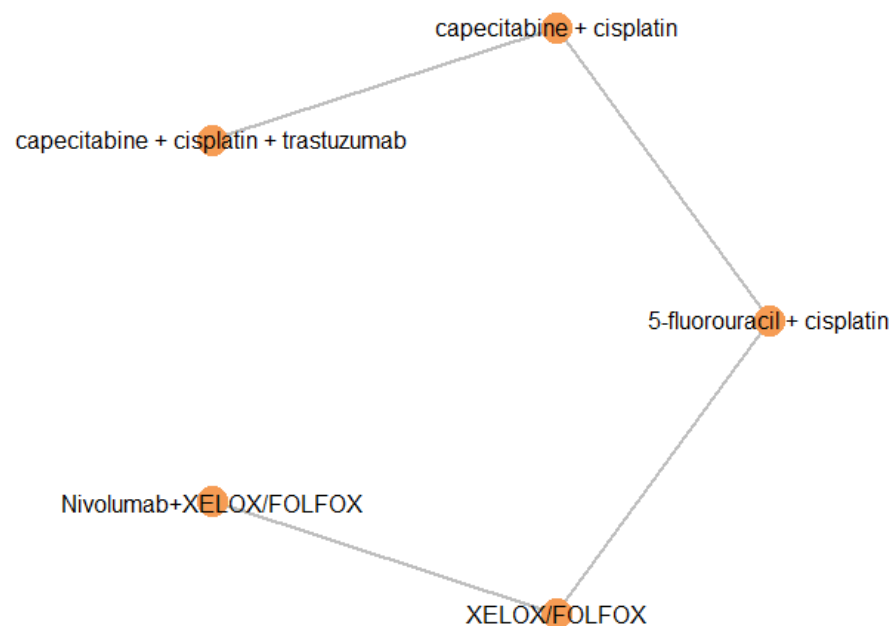 capecitabine + cisplatin
capecitabine + cisplatin + trastuzumab
5-fluorouracil + cisplatin
Nivolumab+XELOX/FOLFOX
XELOX/FOLFOX